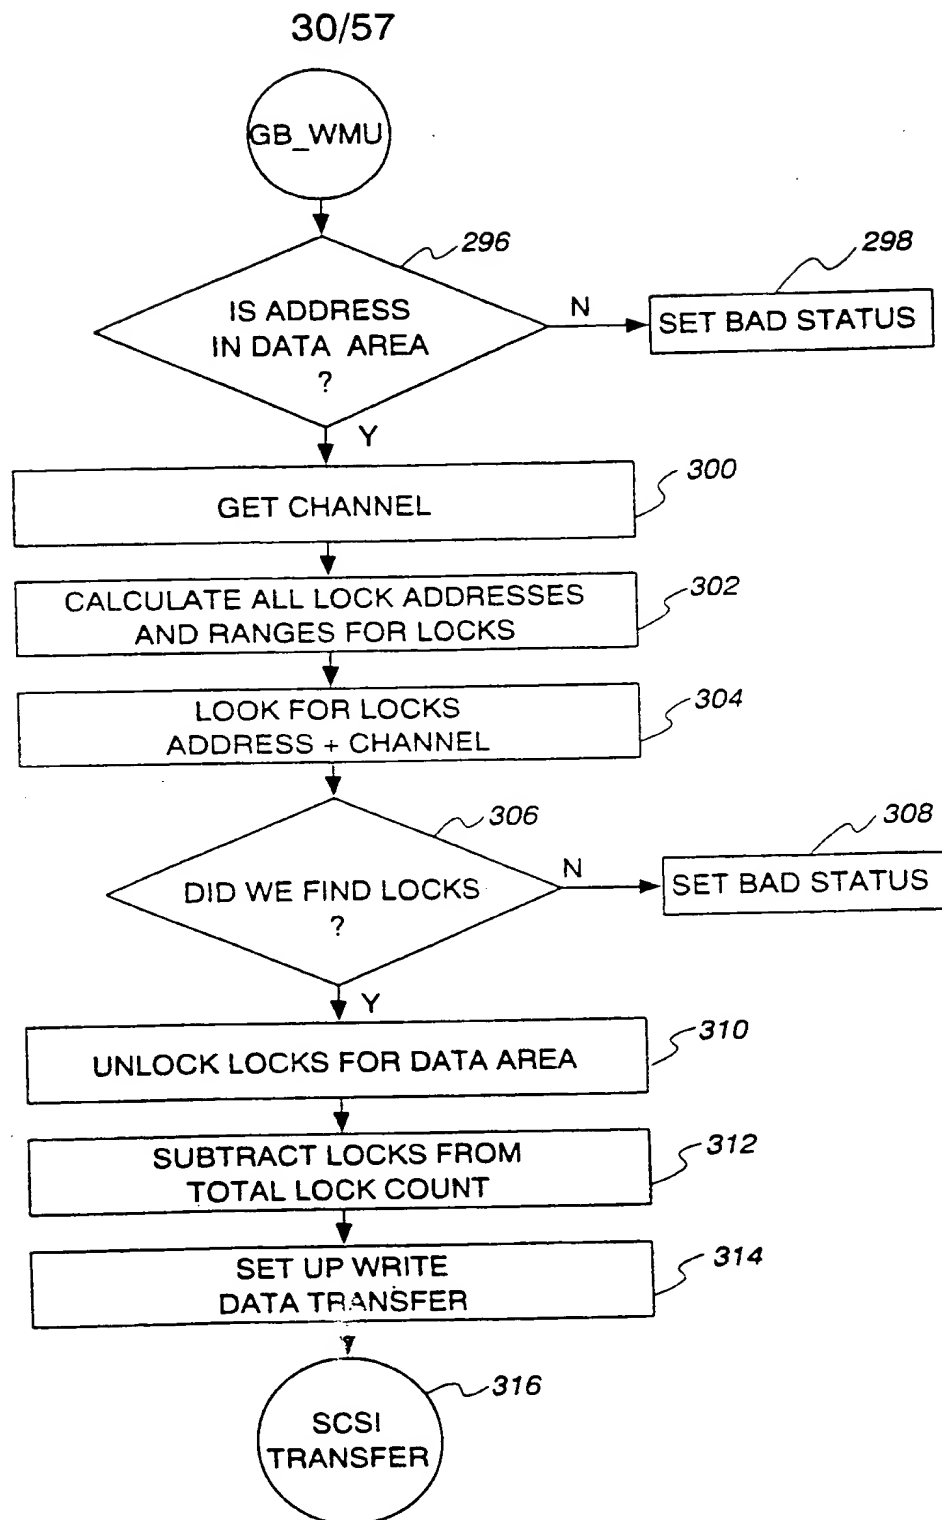 30/57
GB_WMU
296
IS ADDRESS
IN DATA AREA
?
N
298
SET BAD STATUS
Y
300
GET CHANNEL
302
CALCULATE ALL LOCK ADDRESSES
AND RANGES FOR LOCKS
304
LOOK FOR LOCKS
ADDRESS + CHANNEL
306
DID WE FIND LOCKS
?
N
308
SET BAD STATUS
Y
310
UNLOCK LOCKS FOR DATA AREA
312
SUBTRACT LOCKS FROM
TOTAL LOCK COUNT
314
SET UP WRITE
DATA TRANSFER
316
SCSI
TRANSFER